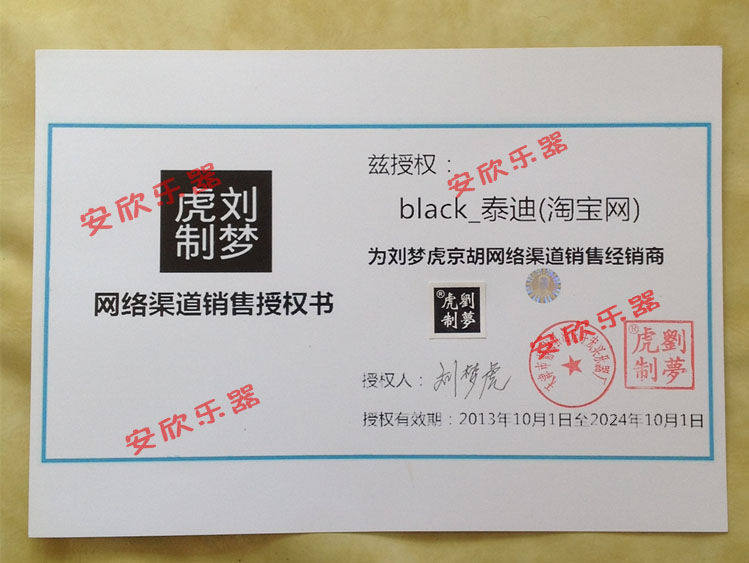 刘梦
虎制
网络渠道销售授权书
兹授权：
black_泰迪(淘宝网)
为刘梦虎京胡网络渠道销售经销商
劉夢
虎制®
授权人：刘梦虎
劉夢
虎制®
授权有效期：2013年10月1日至2024年10月1日
安欣乐器
安欣乐器
安欣乐器
安欣乐器